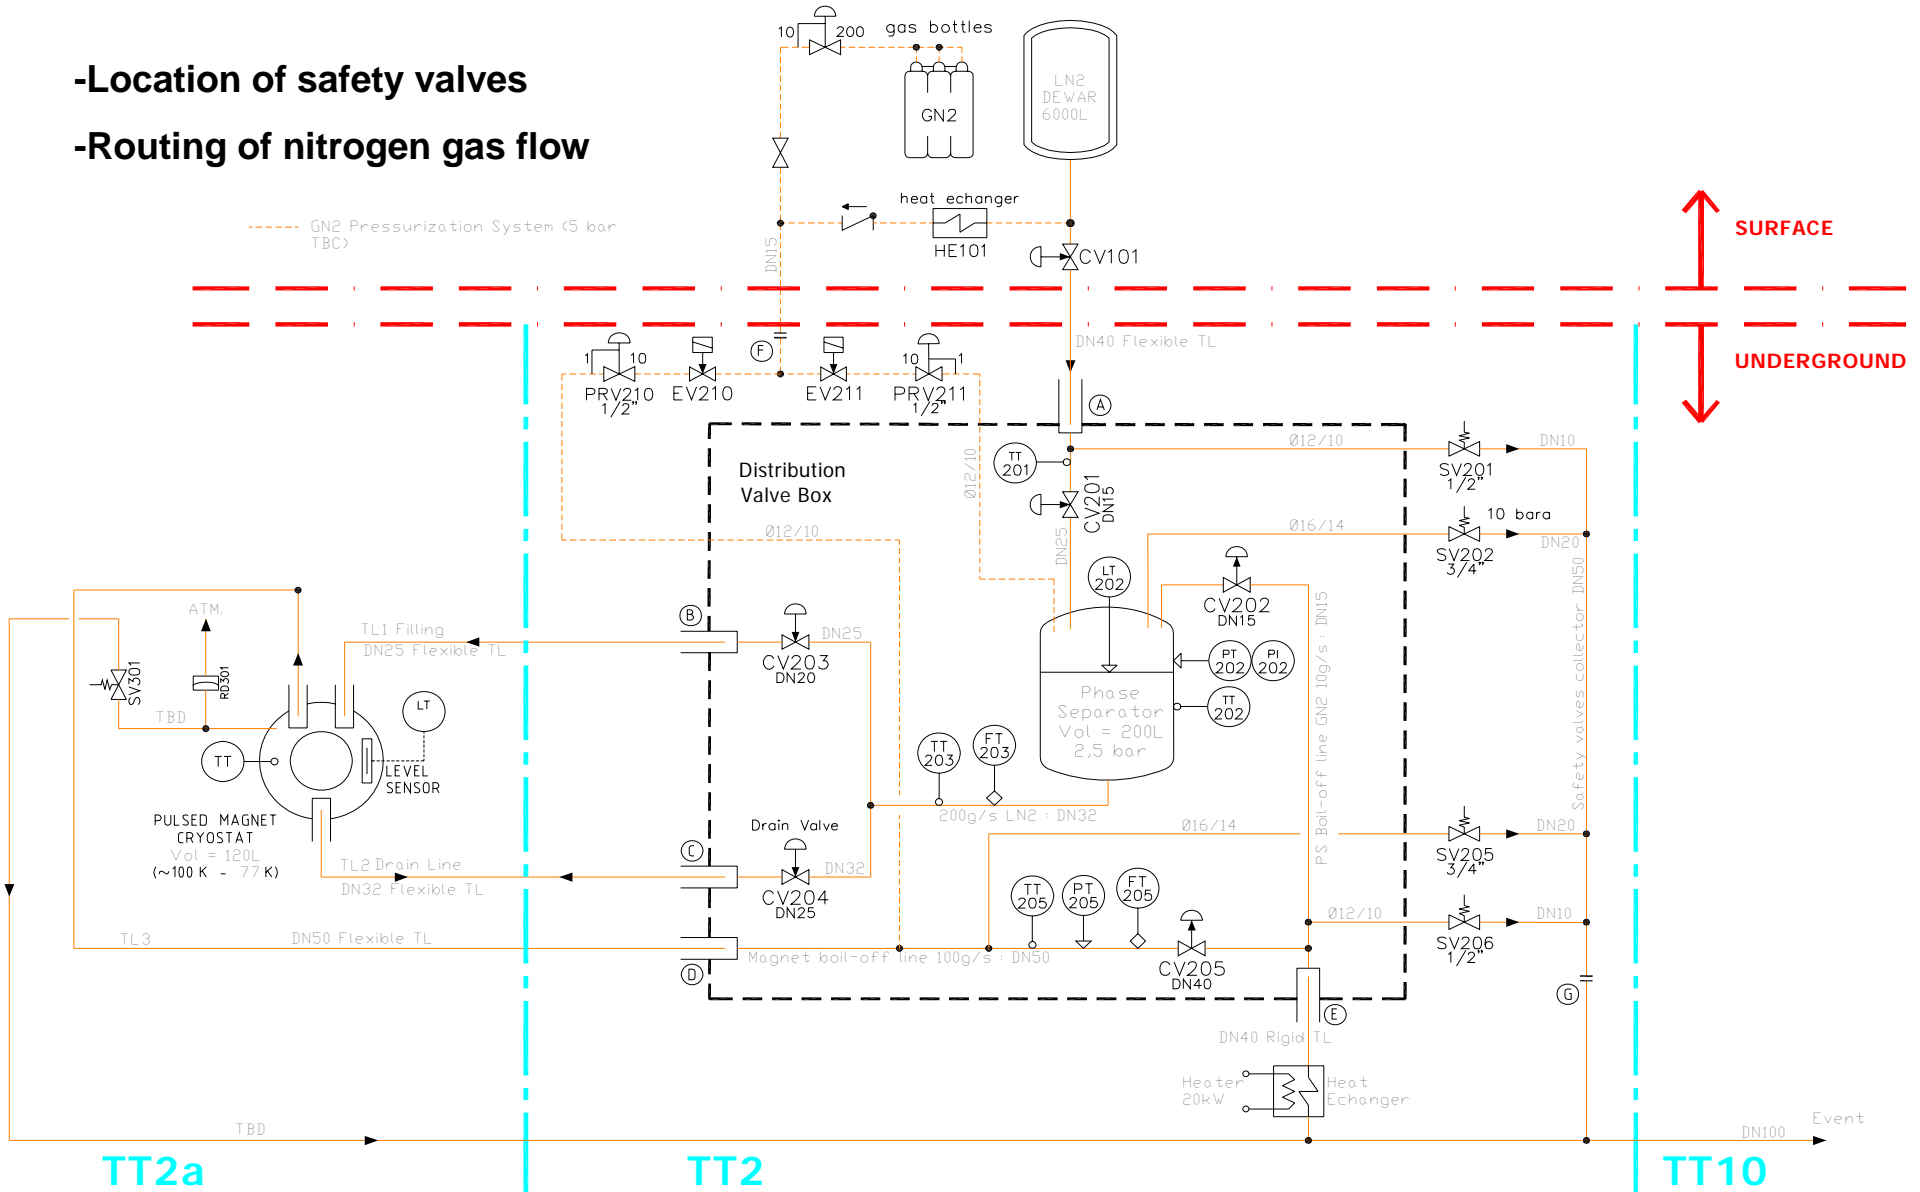 -Location of safety valves
-Routing of nitrogen gas flow
10
200
gas bottles
GN2
LN2
DEWAR
6000L
GN2 Pressurization System (5 bar
TBC)
DN15
heat echanger
HE101
CV101
SURFACE
UNDERGROUND
DN40 Flexible TL
F
1
10
PRV210
1/2"
EV210
EV211
10
1
PRV211
1/2"
A
Distribution
Valve Box
Ø12/10
TT
201
CV201
DN15
DN25
Ø12/10
DN10
SV201
1/2"
10 bara
Ø16/14
DN20
SV202
3/4"
Ø12/10
LT
202
CV202
DN15
PT
202
PI
202
TT
202
Phase
Separator
Vol = 200L
2,5 bar
PS Boil-off line GN2 10g/s : DN15
Safety valves collector DN50
ATM.
SV301
RD301
TBD
TL1 Filling
DN25 Flexible TL
B
DN25
CV203
DN20
LT
TT
LEVEL
SENSOR
PULSED MAGNET
CRYOSTAT
Vol = 120L
(~100 K - 77 K)
TT
203
FT
203
200g/s LN2 : DN32
Drain Valve
TL2 Drain Line
DN32 Flexible TL
C
DN32
CV204
DN25
Ø16/14
DN20
SV205
3/4"
TT
205
PT
205
FT
205
Ø12/10
DN10
SV206
1/2"
TL3
DN50 Flexible TL
D
Magnet boil-off line 100g/s : DN50
CV205
DN40
G
E
DN40 Rigid TL
Heater
20kW
Heat
Echanger
TBD
DN100
Event
TT2a
TT2
TT10